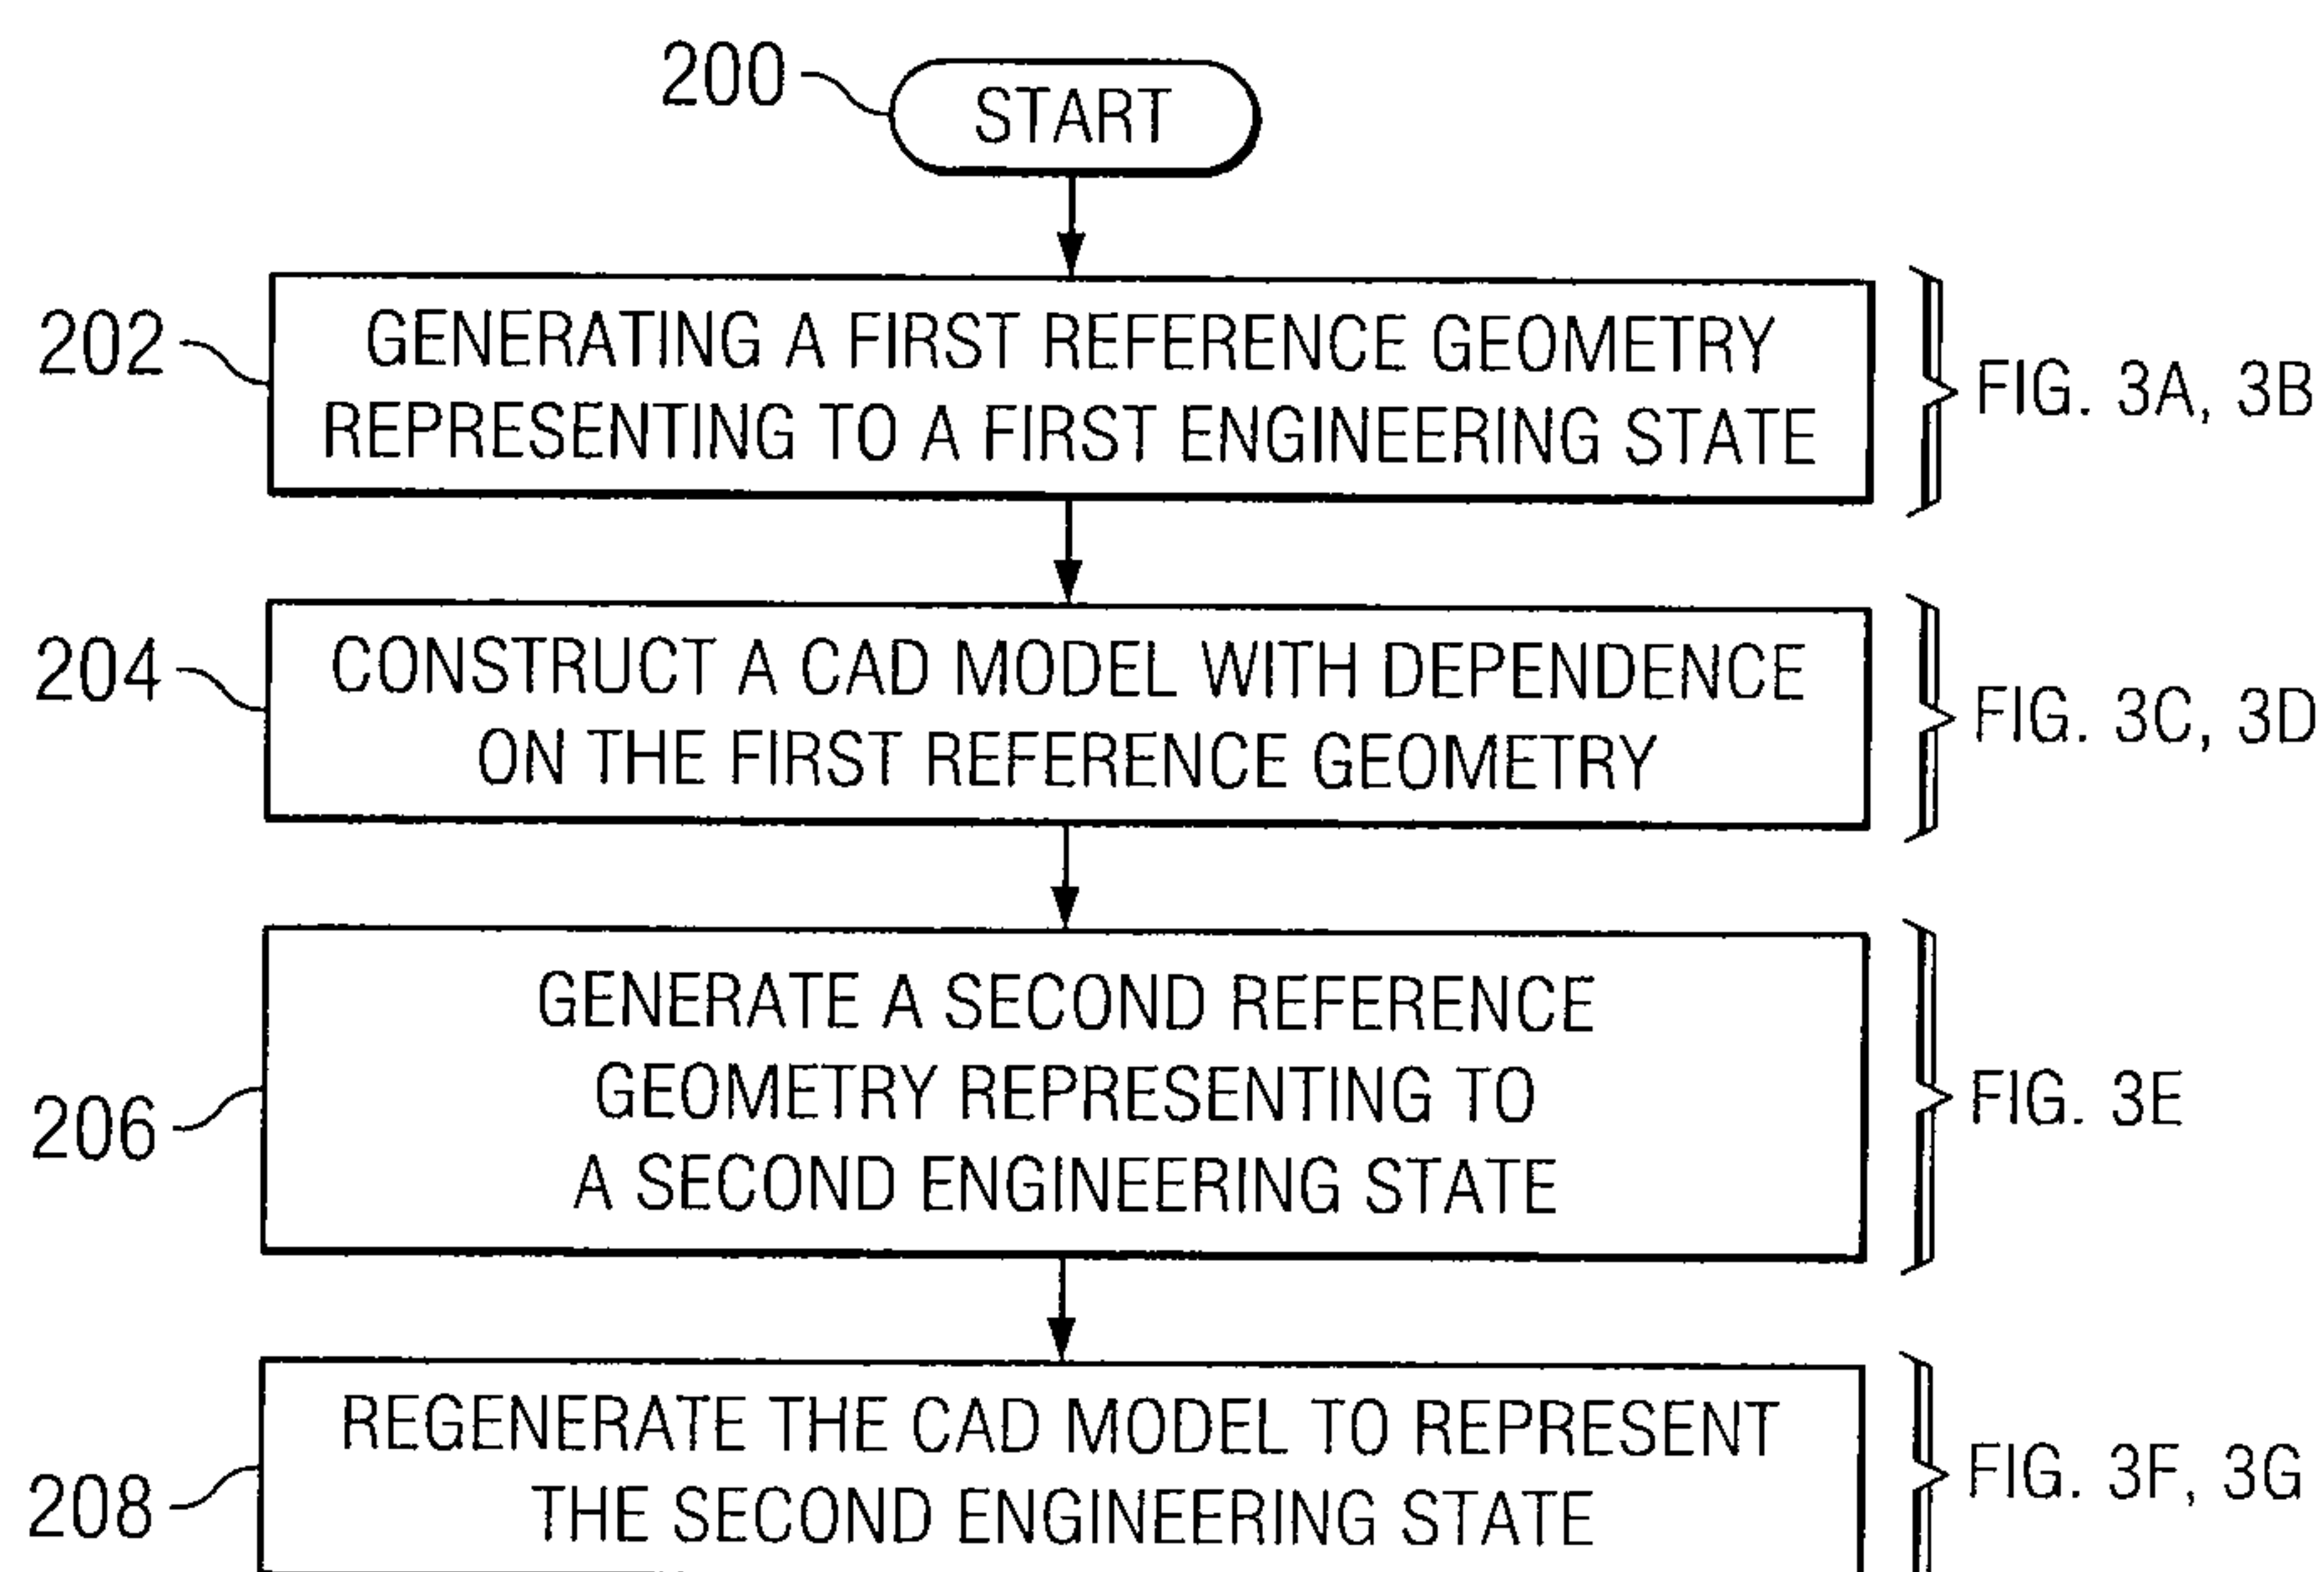 200
START
202
GENERATING A FIRST REFERENCE GEOMETRY
REPRESENTING TO A FIRST ENGINEERING STATE
FIG. 3A, 3B
204
CONSTRUCT A CAD MODEL WITH DEPENDENCE
ON THE FIRST REFERENCE GEOMETRY
FIG. 3C, 3D
206
GENERATE A SECOND REFERENCE
GEOMETRY REPRESENTING TO
A SECOND ENGINEERING STATE
FIG. 3E
208
REGENERATE THE CAD MODEL TO REPRESENT
THE SECOND ENGINEERING STATE
FIG. 3F, 3G